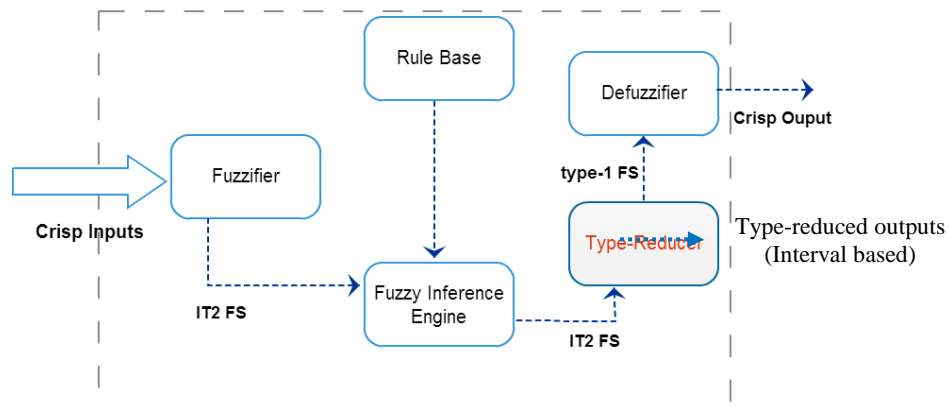 Rule Base
Defuzzifier
Crisp Ouput
Fuzzifier
type-1 FS
Crisp Inputs
Type-Reducer
Type-reduced outputs
(Interval based)
IT2 FS
Fuzzy Inference
Engine
IT2 FS